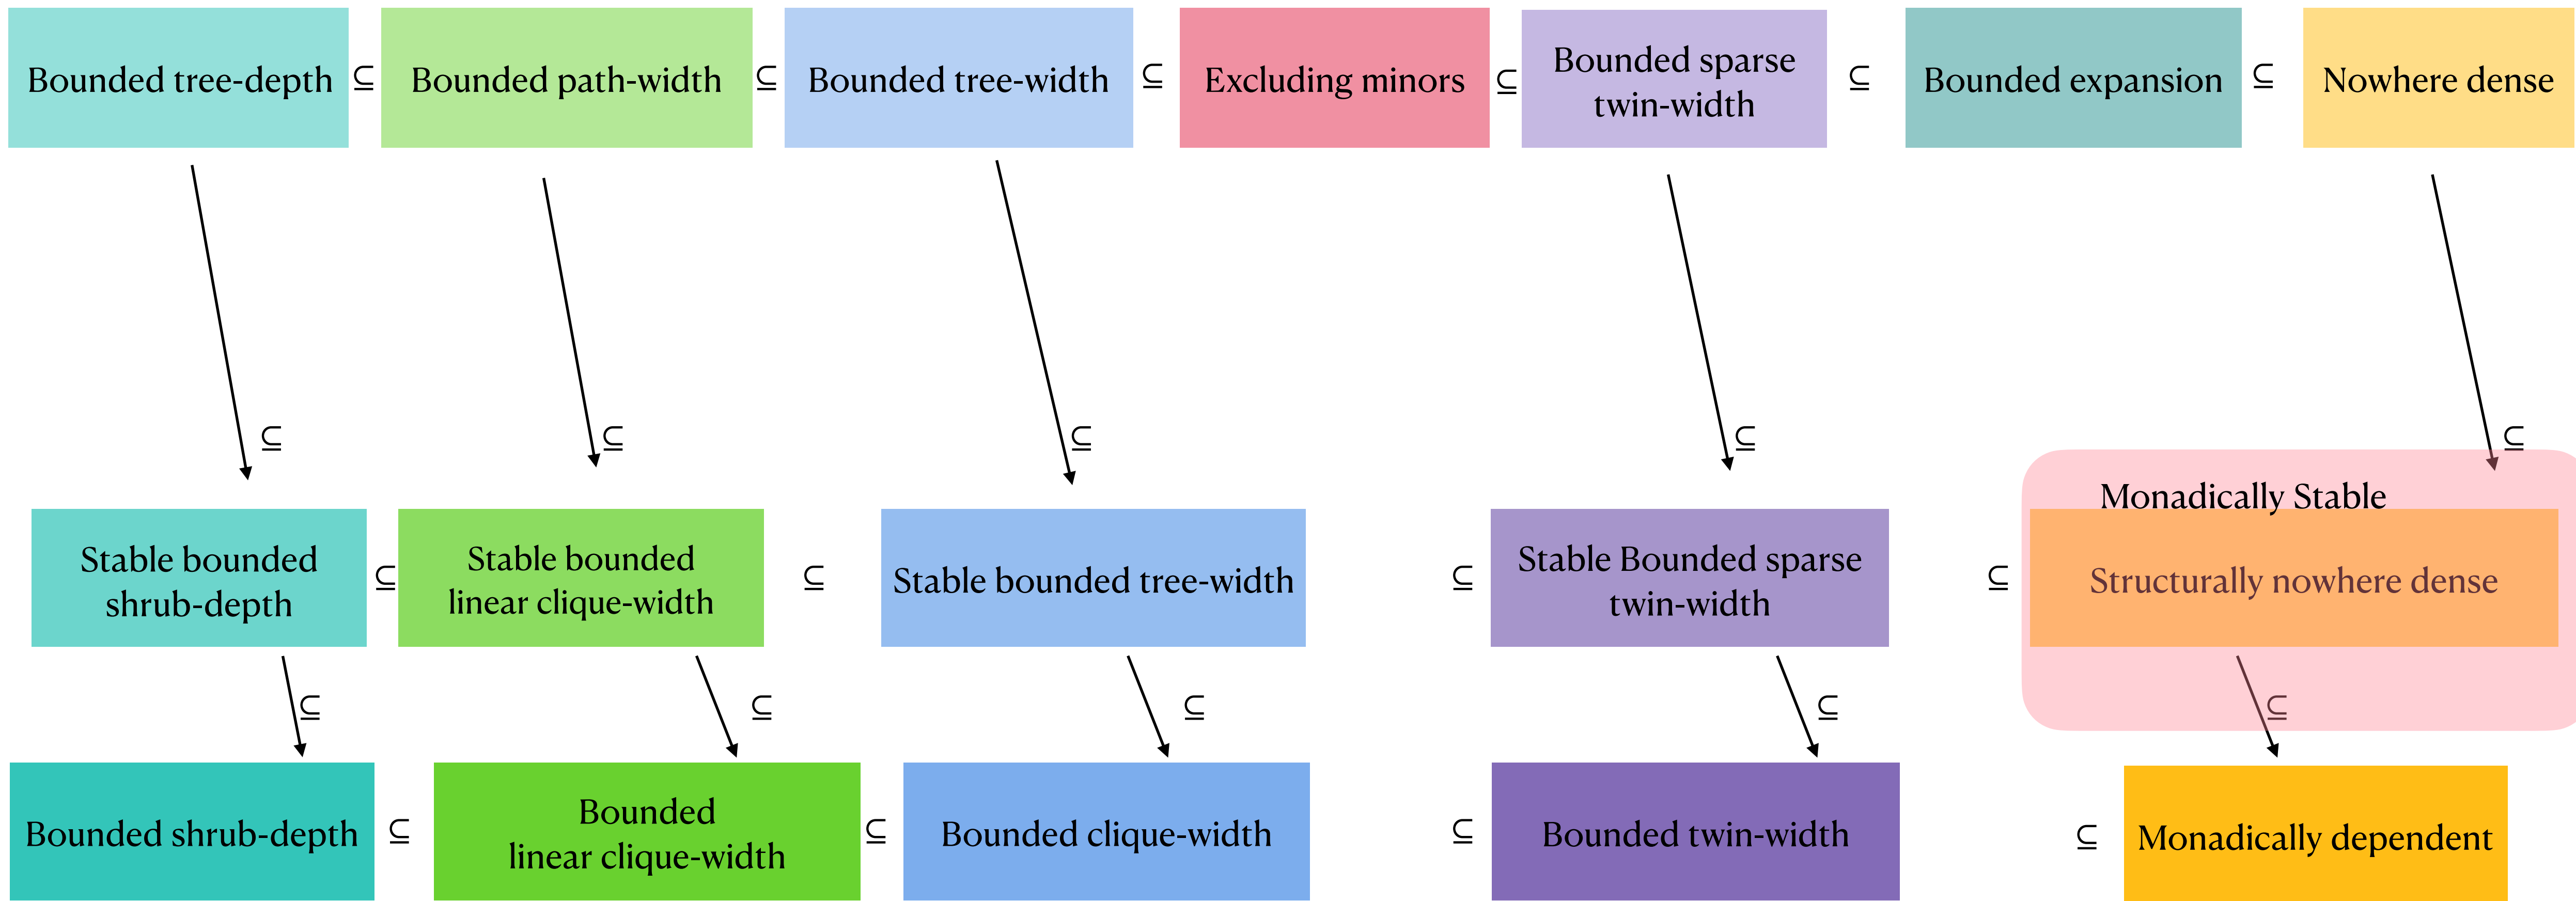 Bounded tree-depth ⊆ Bounded path-width ⊆ Bounded tree-width ⊆ Excluding minors ⊆ Bounded sparse ⊆ Bounded expansion ⊆ Nowhere dense
twin-width
⊆ ⊆ ⊆ ⊆ ⊆
Monadically Stable
Stable bounded ⊆ Stable bounded ⊆ Stable bounded tree-width ⊆ Stable Bounded sparse ⊆ Structurally nowhere dense
shrub-depth linear clique-width twin-width
⊆ ⊆ ⊆ ⊆ ⊆
Bounded shrub-depth ⊆ Bounded ⊆ Bounded clique-width ⊆ Bounded twin-width ⊆ Monadically dependent
linear clique-width